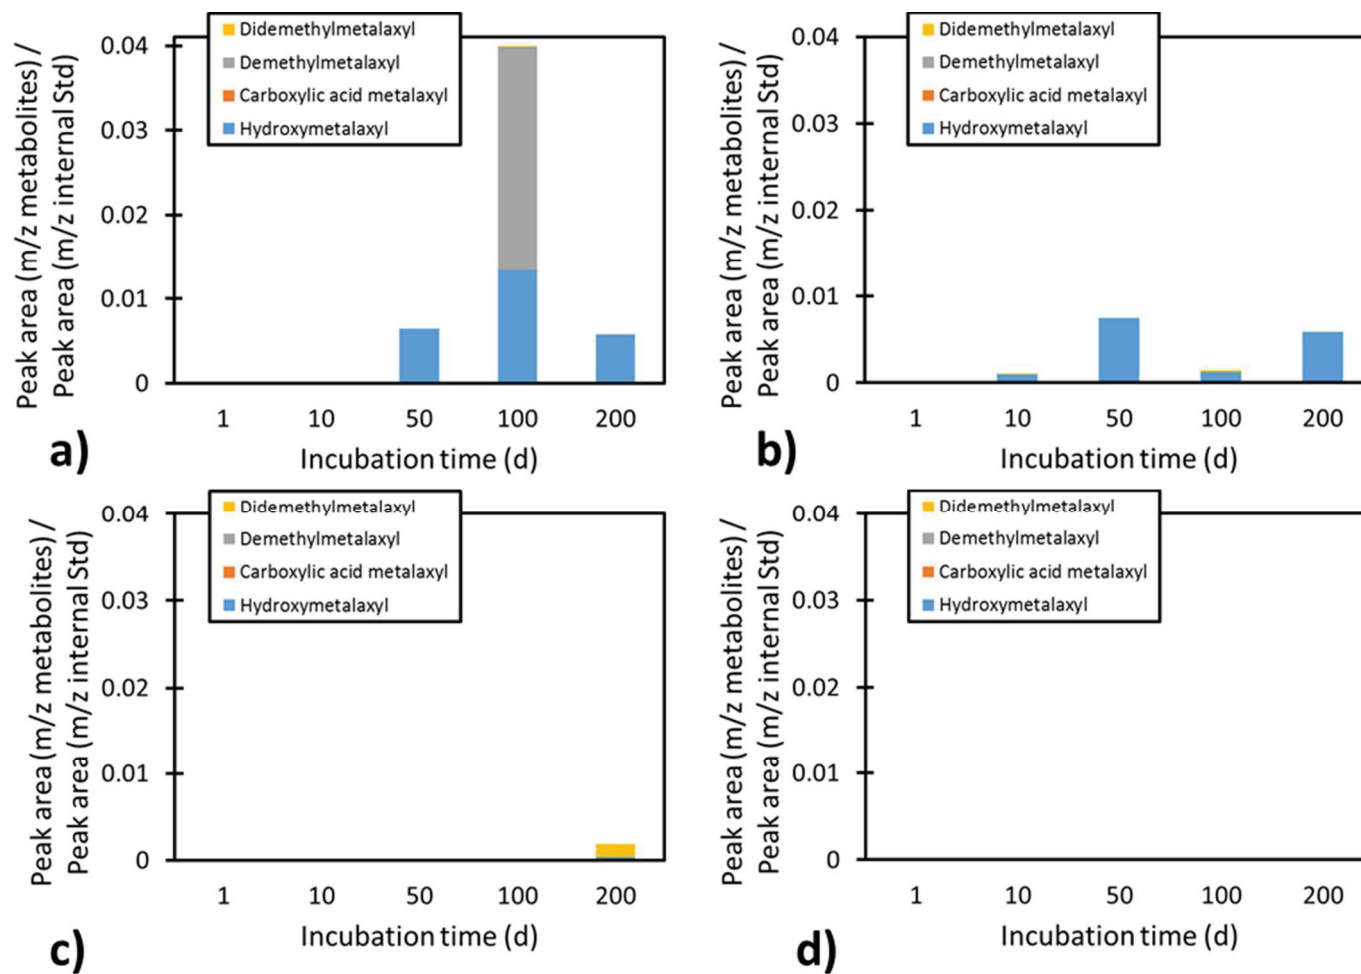 Didemethylmetalaxyl
Demethylmetalaxyl
Carboxylic acid metalaxyl
Hydroxymetalaxyl
Peak area (m/z metabolites) /
Peak area (m/z internal Std)
0.04
0.03
0.02
0.01
0
1 10 50 100 200
Incubation time (d)
a)
Didemethylmetalaxyl
Demethylmetalaxyl
Carboxylic acid metalaxyl
Hydroxymetalaxyl
Peak area (m/z metabolites) /
Peak area (m/z internal Std)
0.04
0.03
0.02
0.01
0
1 10 50 100 200
Incubation time (d)
b)
Didemethylmetalaxyl
Demethylmetalaxyl
Carboxylic acid metalaxyl
Hydroxymetalaxyl
Peak area (m/z metabolites) /
Peak area (m/z internal Std)
0.04
0.03
0.02
0.01
0
1 10 50 100 200
Incubation time (d)
c)
Didemethylmetalaxyl
Demethylmetalaxyl
Carboxylic acid metalaxyl
Hydroxymetalaxyl
Peak area (m/z metabolites) /
Peak area (m/z internal Std)
0.04
0.03
0.02
0.01
0
1 10 50 100 200
Incubation time (d)
d)